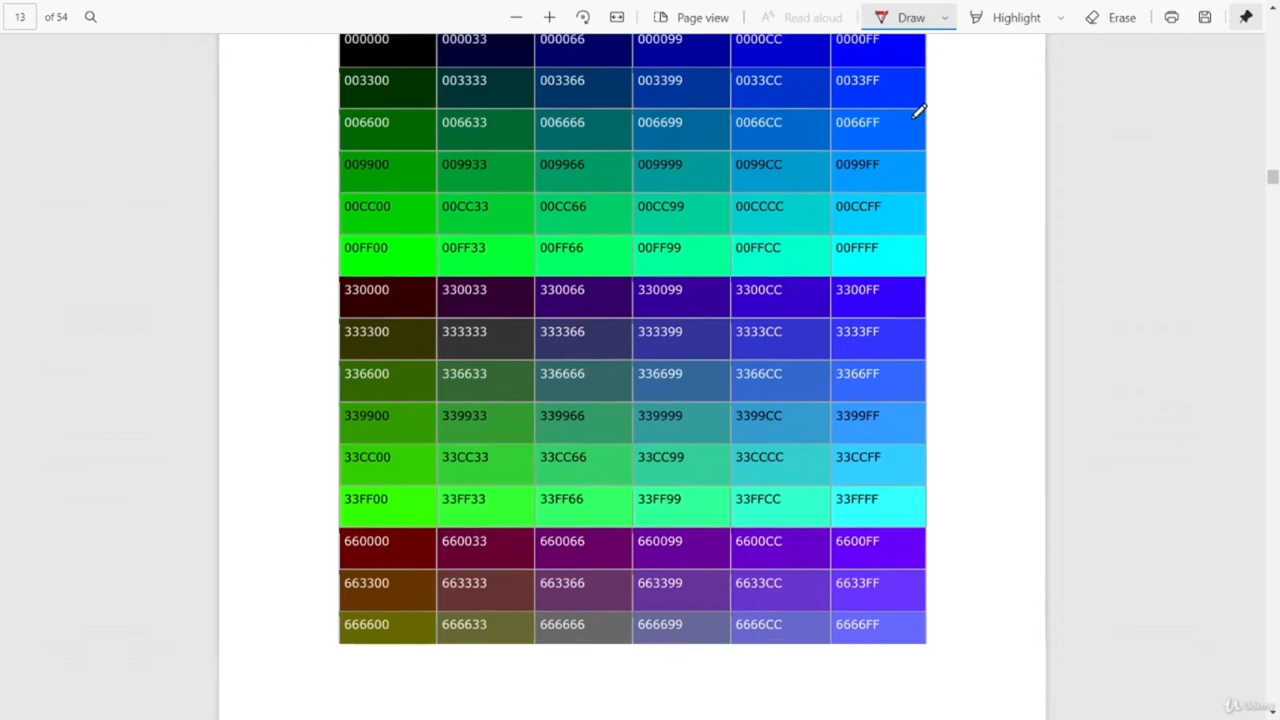 13 of 54 Page view Read aloud Draw Highlight Erase
000000 000033 000066 000099 0000CC 0000FF
003300 003333 003366 003399 0033CC 0033FF
006600 006633 006666 006699 0066CC 0066FF
009900 009933 009966 009999 0099CC 0099FF
00CC00 00CC33 00CC66 00CC99 00CCCC 00CCFF
00FF00 00FF33 00FF66 00FF99 00FFCC 00FFFF
330000 330033 330066 330099 3300CC 3300FF
333300 333333 333366 333399 3333CC 3333FF
336600 336633 336666 336699 3366CC 3366FF
339900 339933 339966 339999 3399CC 3399FF
33CC00 33CC33 33CC66 33CC99 33CCCC 33CCFF
33FF00 33FF33 33FF66 33FF99 33FFCC 33FFFF
660000 660033 660066 660099 6600CC 6600FF
663300 663333 663366 663399 6633CC 6633FF
666600 666633 666666 666699 6666CC 6666FF
Udemy